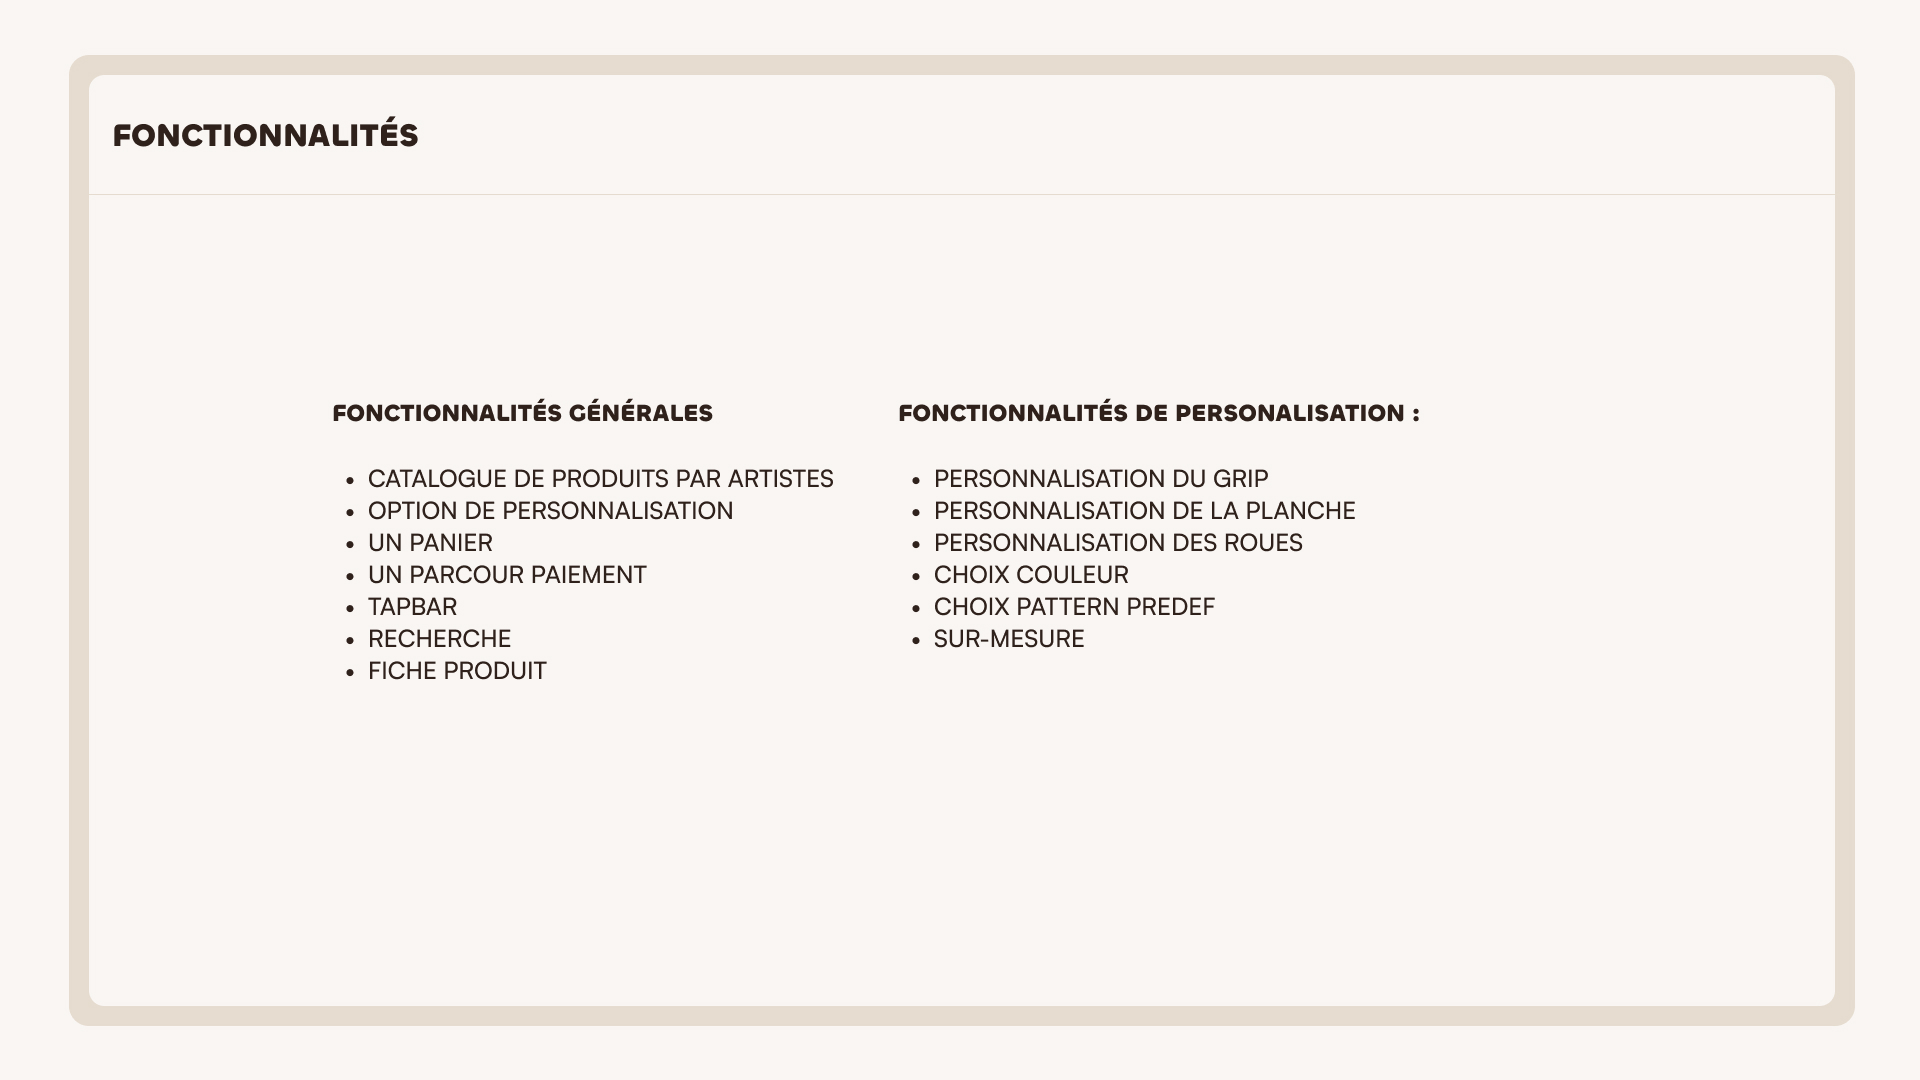 FONCTIONNALITÉS
FONCTIONNALITÉS GÉNÉRALES
• CATALOGUE DE PRODUITS PAR ARTISTES
• OPTION DE PERSONNALISATION
• UN PANIER
• UN PARCOUR PAIEMENT
• TAPBAR
• RECHERCHE
• FICHE PRODUIT
FONCTIONNALITÉS DE PERSONALISATION :
• PERSONNALISATION DU GRIP
• PERSONNALISATION DE LA PLANCHE
• PERSONNALISATION DES ROUES
• CHOIX COULEUR
• CHOIX PATTERN PREDEF
• SUR-MESURE